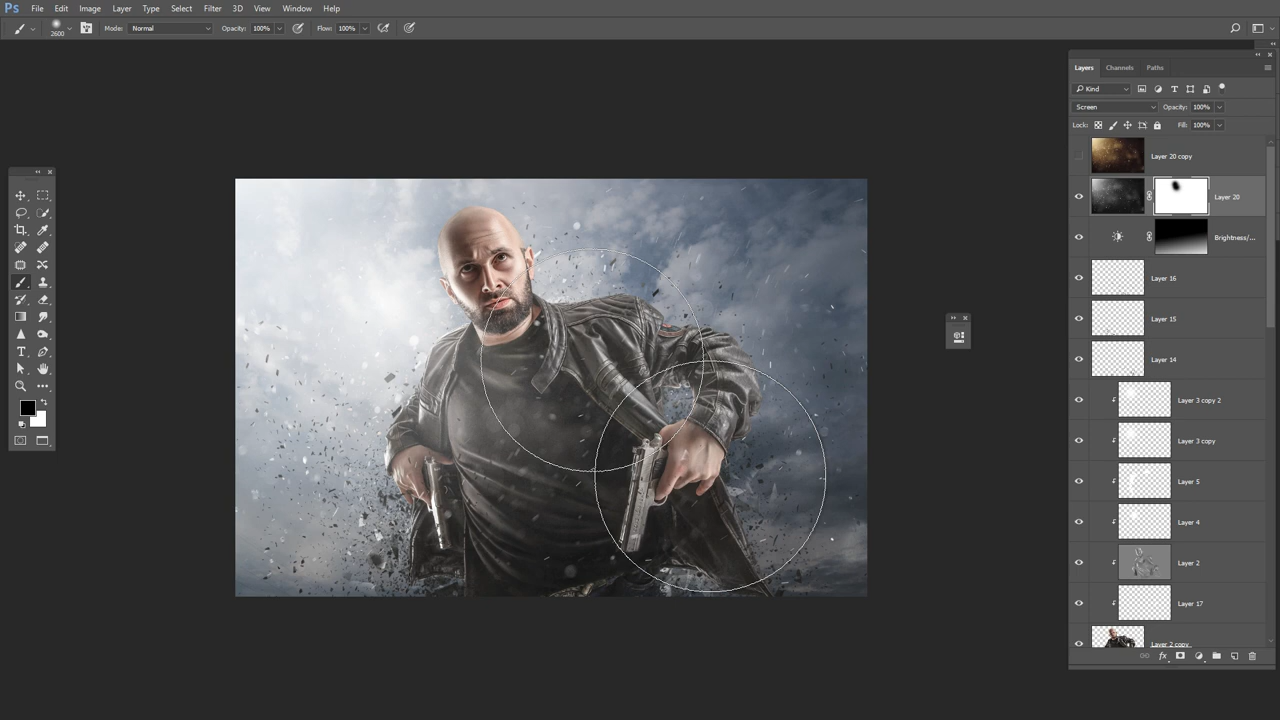 Ps File Edit Image Layer Type Select Filter 3D View Window Help
2600 Mode: Normal Opacity: 100% Flow: 100%
Layers Channels Paths
Kind
Screen Opacity: 100%
Lock: Fill: 100%
Layer 20 copy
Layer 20
Brightness/...
Layer 16
Layer 15
Layer 14
Layer 3 copy 2
Layer 3 copy
Layer 5
Layer 4
Layer 2
Layer 17
Layer 2 copy